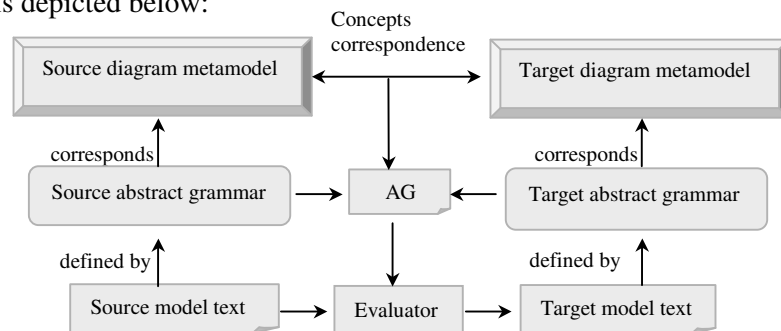 is depicted below:
Concepts
correspondence
Source diagram metamodel
Target diagram metamodel
corresponds
corresponds
Source abstract grammar
AG
Target abstract grammar
defined by
defined by
Source model text
Evaluator
Target model text